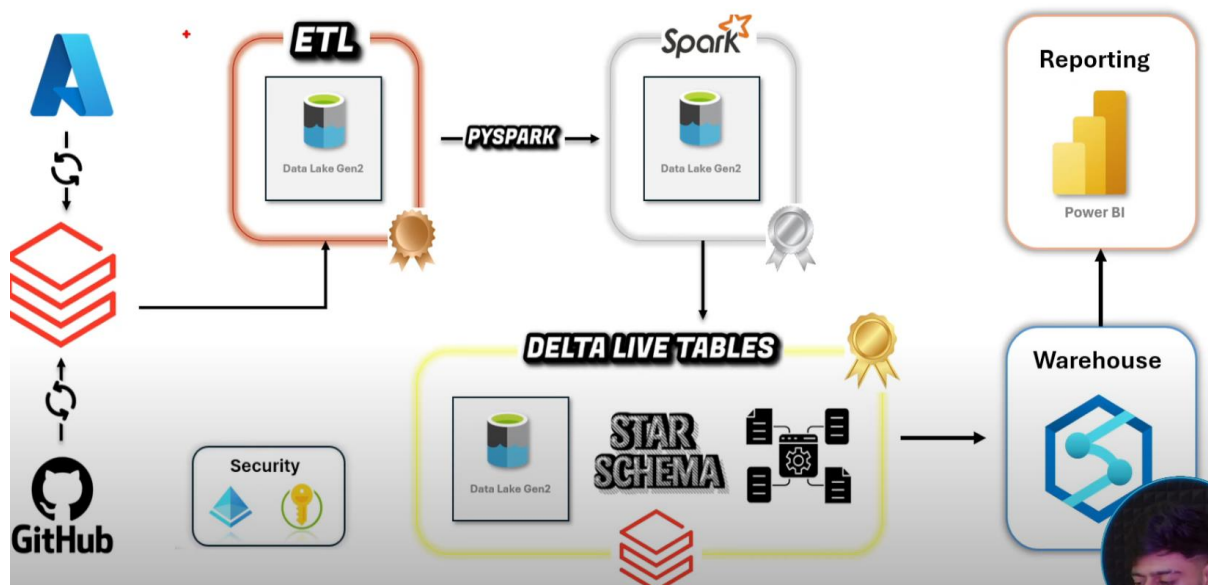 ETL
Data Lake Gen2
PYSPARK
Spark
Data Lake Gen2
Reporting
Power BI
DELTA LIVE TABLES
Data Lake Gen2
STAR
SCHEMA
Warehouse
Security
GitHub